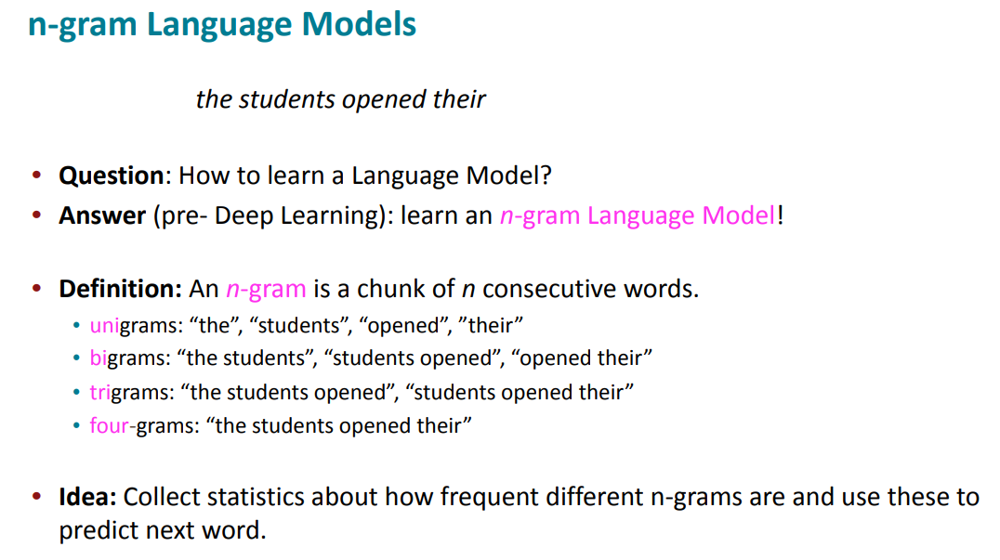 n-gram Language Models
the students opened their
• Question: How to learn a Language Model?
• Answer (pre- Deep Learning): learn an n-gram Language Model!
• Definition: An n-gram is a chunk of n consecutive words.
• unigrams: “the”, “students”, “opened”, ”their”
• bigrams: “the students”, “students opened”, “opened their”
• trigrams: “the students opened”, “students opened their”
• four-grams: “the students opened their”
• Idea: Collect statistics about how frequent different n-grams are and use these to
predict next word.